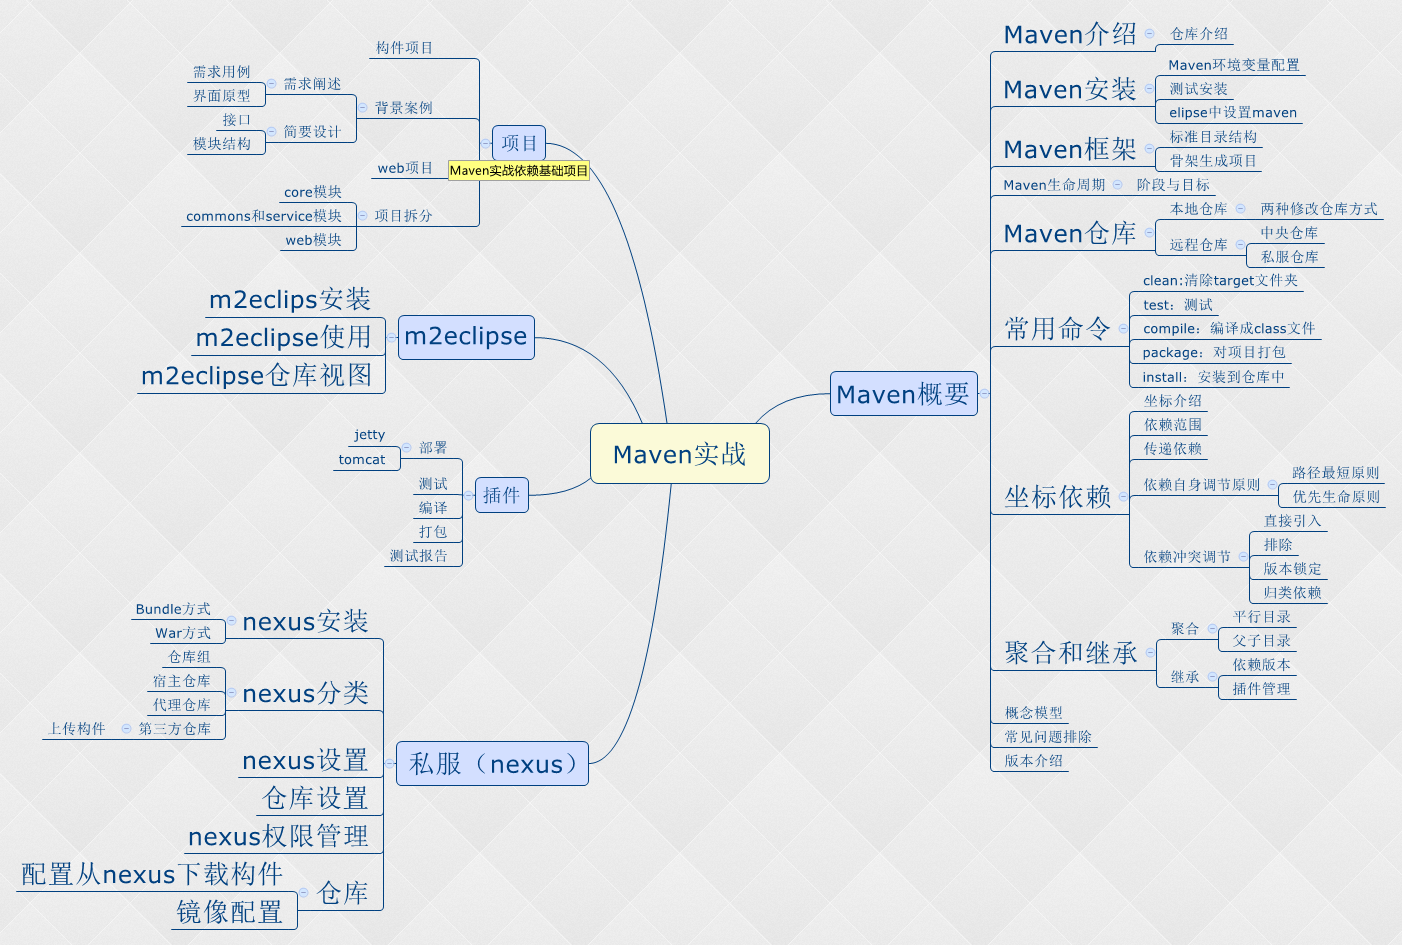 Maven实战
Maven概要
Maven介绍
仓库介绍
Maven安装
Maven环境变量配置
测试安装
elipse中设置maven
Maven框架
标准目录结构
骨架生成项目
Maven生命周期
阶段与目标
Maven仓库
本地仓库
两种修改仓库方式
远程仓库
中央仓库
私服仓库
常用命令
clean:清除target文件夹
test：测试
compile：编译成class文件
package：对项目打包
install：安装到仓库中
坐标依赖
坐标介绍
依赖范围
传递依赖
依赖自身调节原则
路径最短原则
优先生命原则
依赖冲突调节
直接引入
排除
版本锁定
归类依赖
聚合和继承
聚合
平行目录
父子目录
继承
依赖版本
插件管理
概念模型
常见问题排除
版本介绍
项目
Maven实战依赖基础项目
构件项目
背景案例
需求阐述
需求用例
界面原型
简要设计
接口
模块结构
web项目
项目拆分
core模块
commons和service模块
web模块
m2eclipse
m2eclips安装
m2eclipse使用
m2eclipse仓库视图
插件
部署
jetty
tomcat
测试
编译
打包
测试报告
私服（nexus）
nexus安装
Bundle方式
War方式
nexus分类
仓库组
宿主仓库
代理仓库
第三方仓库
上传构件
nexus设置
仓库设置
nexus权限管理
仓库
配置从nexus下载构件
镜像配置